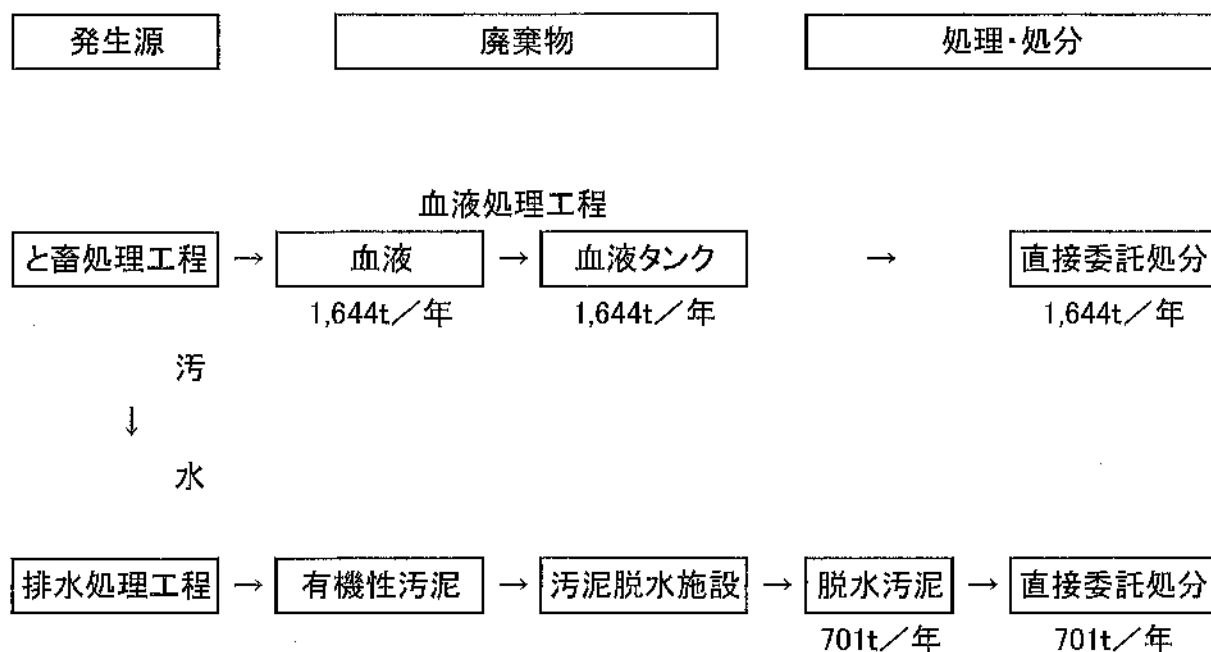 発生源 廃棄物 処理・処分
血液処理工程
と畜処理工程 → 血液 → 血液タンク → 直接委託処分
1,644t/年 1,644t/年 1,644t/年
汚
↓
水
排水処理工程 → 有機性汚泥 → 汚泥脱水施設 → 脱水汚泥 → 直接委託処分
701t/年 701t/年